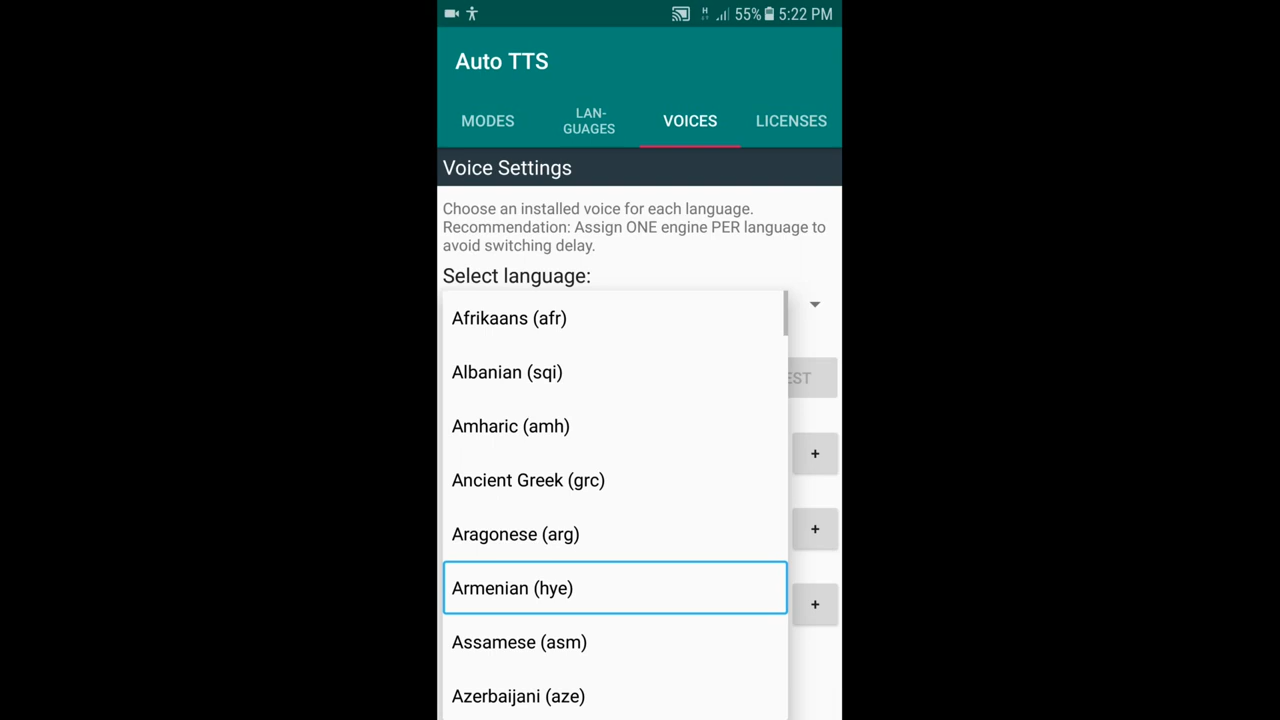 H 55% 5:22 PM
Auto TTS
MODES
LAN-
GUAGES
VOICES
LICENSES
Voice Settings
Choose an installed voice for each language.
Recommendation: Assign ONE engine PER language to
avoid switching delay.
Select language:
Afrikaans (afr)
Albanian (sqi)
EST
Amharic (amh)
+
Ancient Greek (grc)
Aragonese (arg)
+
Armenian (hye)
+
Assamese (asm)
Azerbaijani (aze)